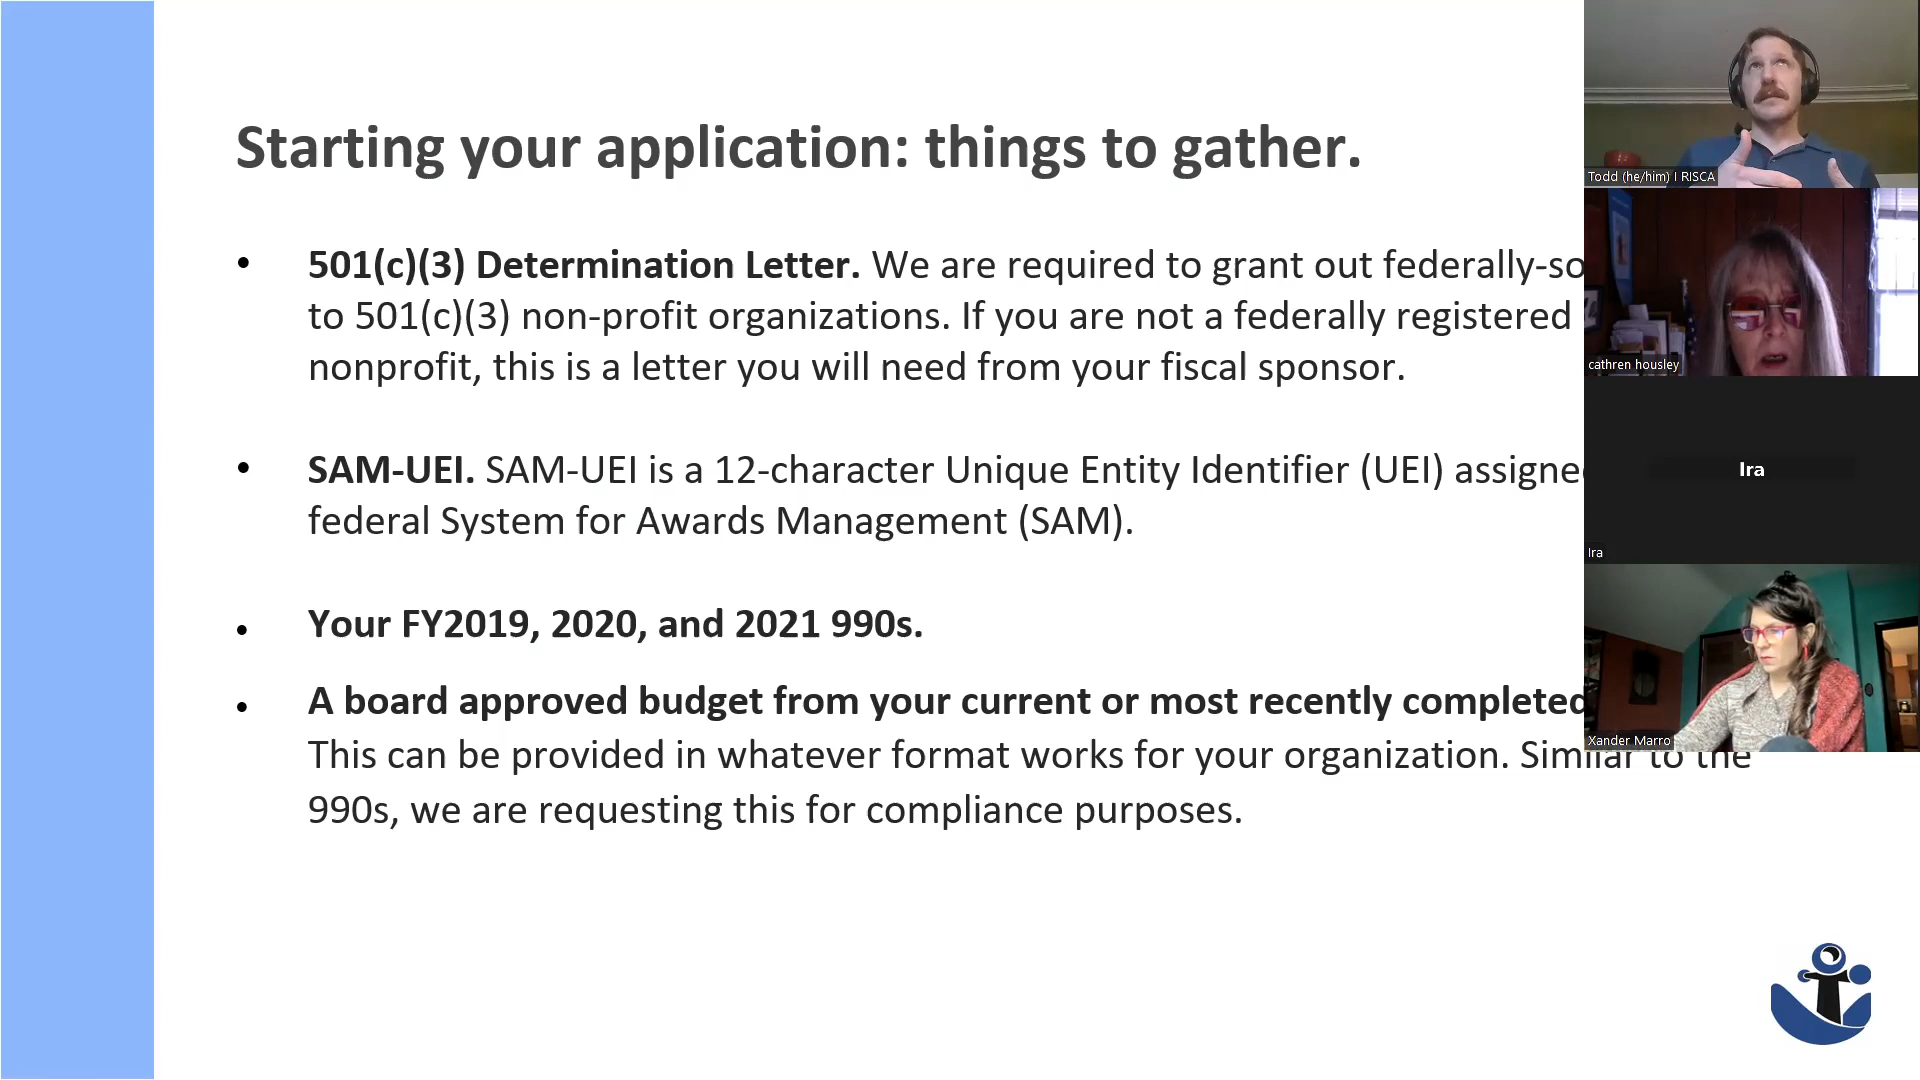 Starting your application: things to gather.
• 501(c)(3) Determination Letter. We are required to grant out federally-so
to 501(c)(3) non-profit organizations. If you are not a federally registered
nonprofit, this is a letter you will need from your fiscal sponsor.
• SAM-UEI. SAM-UEI is a 12-character Unique Entity Identifier (UEI) assigned
federal System for Awards Management (SAM).
• Your FY2019, 2020, and 2021 990s.
• A board approved budget from your current or most recently completed
This can be provided in whatever format works for your organization. Similar to the
990s, we are requesting this for compliance purposes.
Todd (he/him) I RISCA
cathren housley
Ira
Ira
Xander Marro